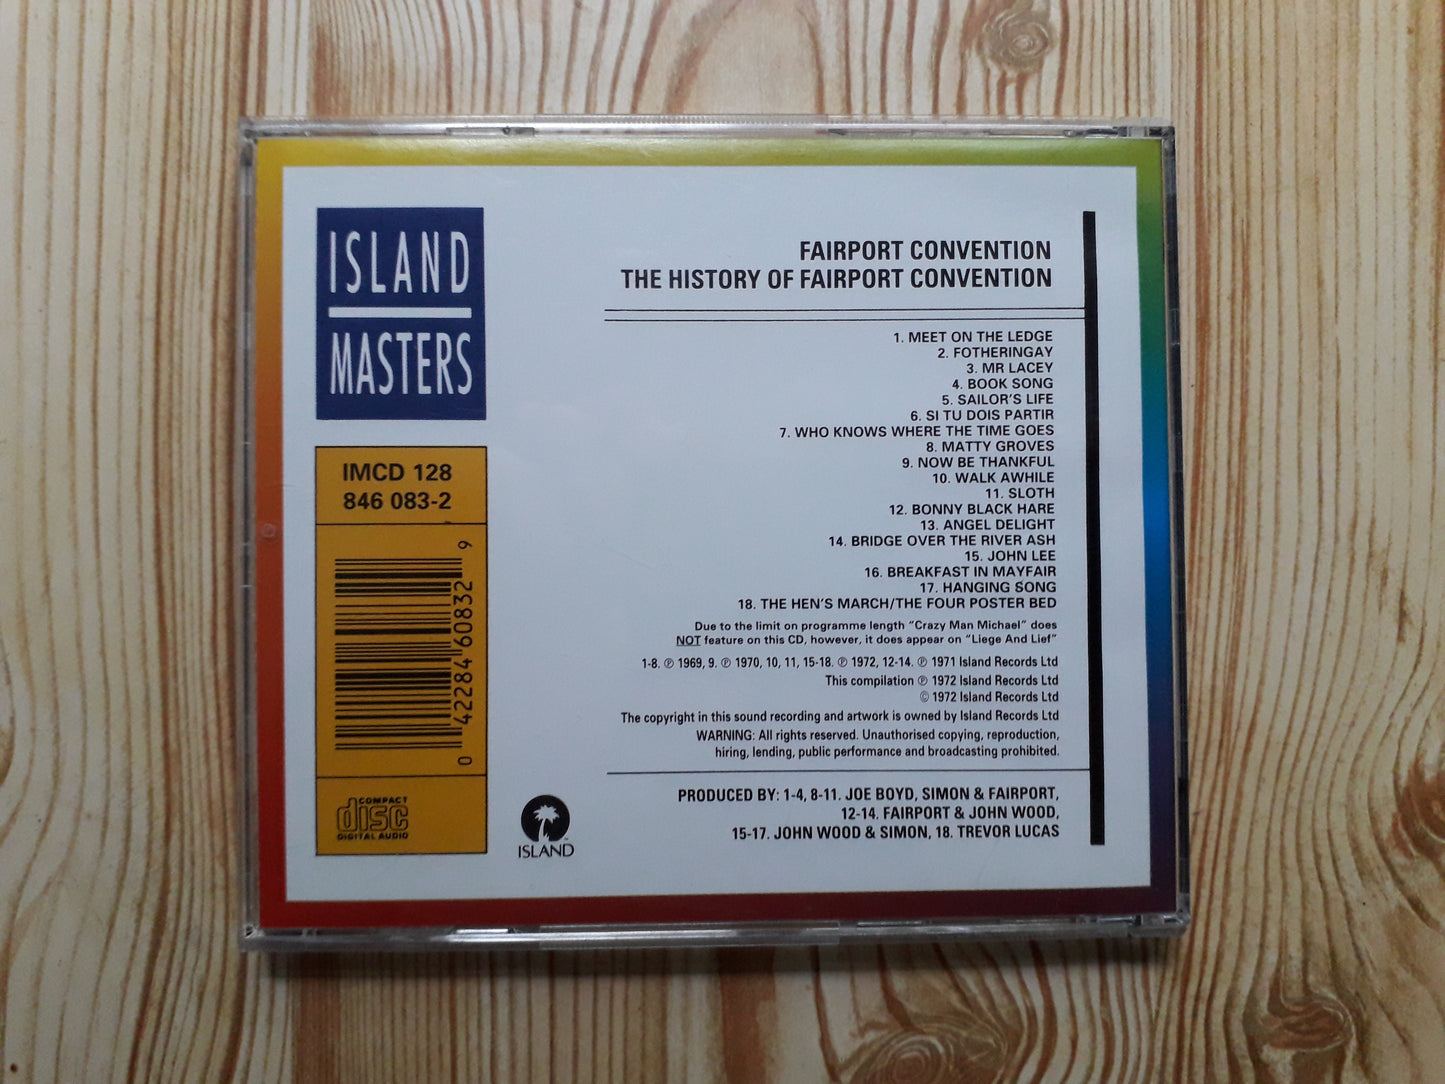 ISLAND
MASTERS
IMCD 128
846 083-2
0 42284 60832 9
COMPACT
disc
DIGITAL AUDIO
ISLAND
FAIRPORT CONVENTION
THE HISTORY OF FAIRPORT CONVENTION
1. MEET ON THE LEDGE
2. FOTHERINGAY
3. MR LACEY
4. BOOK SONG
5. SAILOR'S LIFE
6. SI TU DOIS PARTIR
7. WHO KNOWS WHERE THE TIME GOES
8. MATTY GROVES
9. NOW BE THANKFUL
10. WALK AWHILE
11. SLOTH
12. BONNY BLACK HARE
13. ANGEL DELIGHT
14. BRIDGE OVER THE RIVER ASH
15. JOHN LEE
16. BREAKFAST IN MAYFAIR
17. HANGING SONG
18. THE HEN'S MARCH/THE FOUR POSTER BED
Due to the limit on programme length "Crazy Man Michael" does
NOT feature on this CD, however, it does appear on "Liege And Lief"
1-8. ℗ 1969, 9. ℗ 1970, 10, 11, 15-18. ℗ 1972, 12-14. ℗ 1971 Island Records Ltd
This compilation ℗ 1972 Island Records Ltd
© 1972 Island Records Ltd
The copyright in this sound recording and artwork is owned by Island Records Ltd
WARNING: All rights reserved. Unauthorised copying, reproduction,
hiring, lending, public performance and broadcasting prohibited.
PRODUCED BY: 1-4, 8-11. JOE BOYD, SIMON & FAIRPORT,
12-14. FAIRPORT & JOHN WOOD,
15-17. JOHN WOOD & SIMON, 18. TREVOR LUCAS